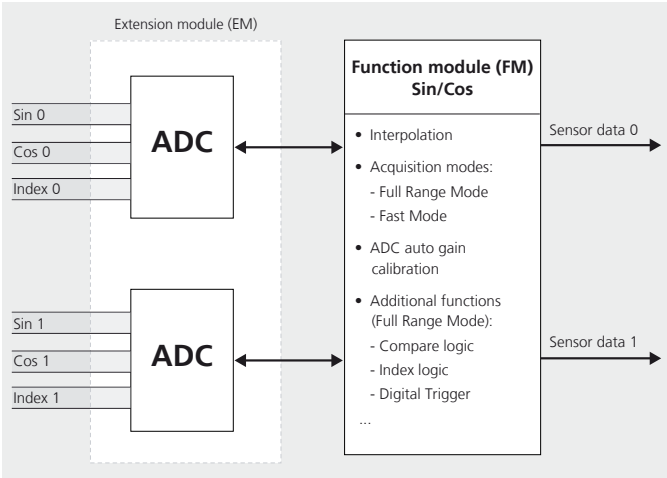 Extension module (EM)
Sin 0
Cos 0
Index 0
ADC
Sin 1
Cos 1
Index 1
ADC
Function module (FM)
Sin/Cos
• Interpolation
• Acquisition modes:
- Full Range Mode
- Fast Mode
• ADC auto gain
calibration
• Additional functions
(Full Range Mode):
- Compare logic
- Index logic
- Digital Trigger
...
Sensor data 0
Sensor data 1